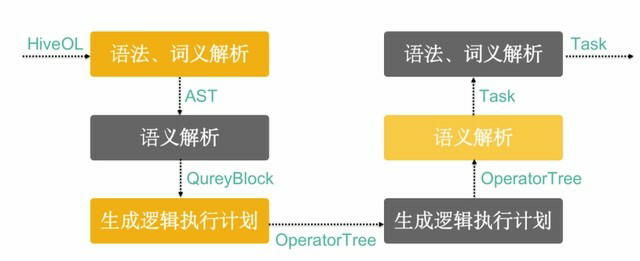 HiveOL
语法、词义解析
AST
语义解析
QureyBlock
生成逻辑执行计划
OperatorTree
生成逻辑执行计划
OperatorTree
语义解析
Task
语法、词义解析
Task